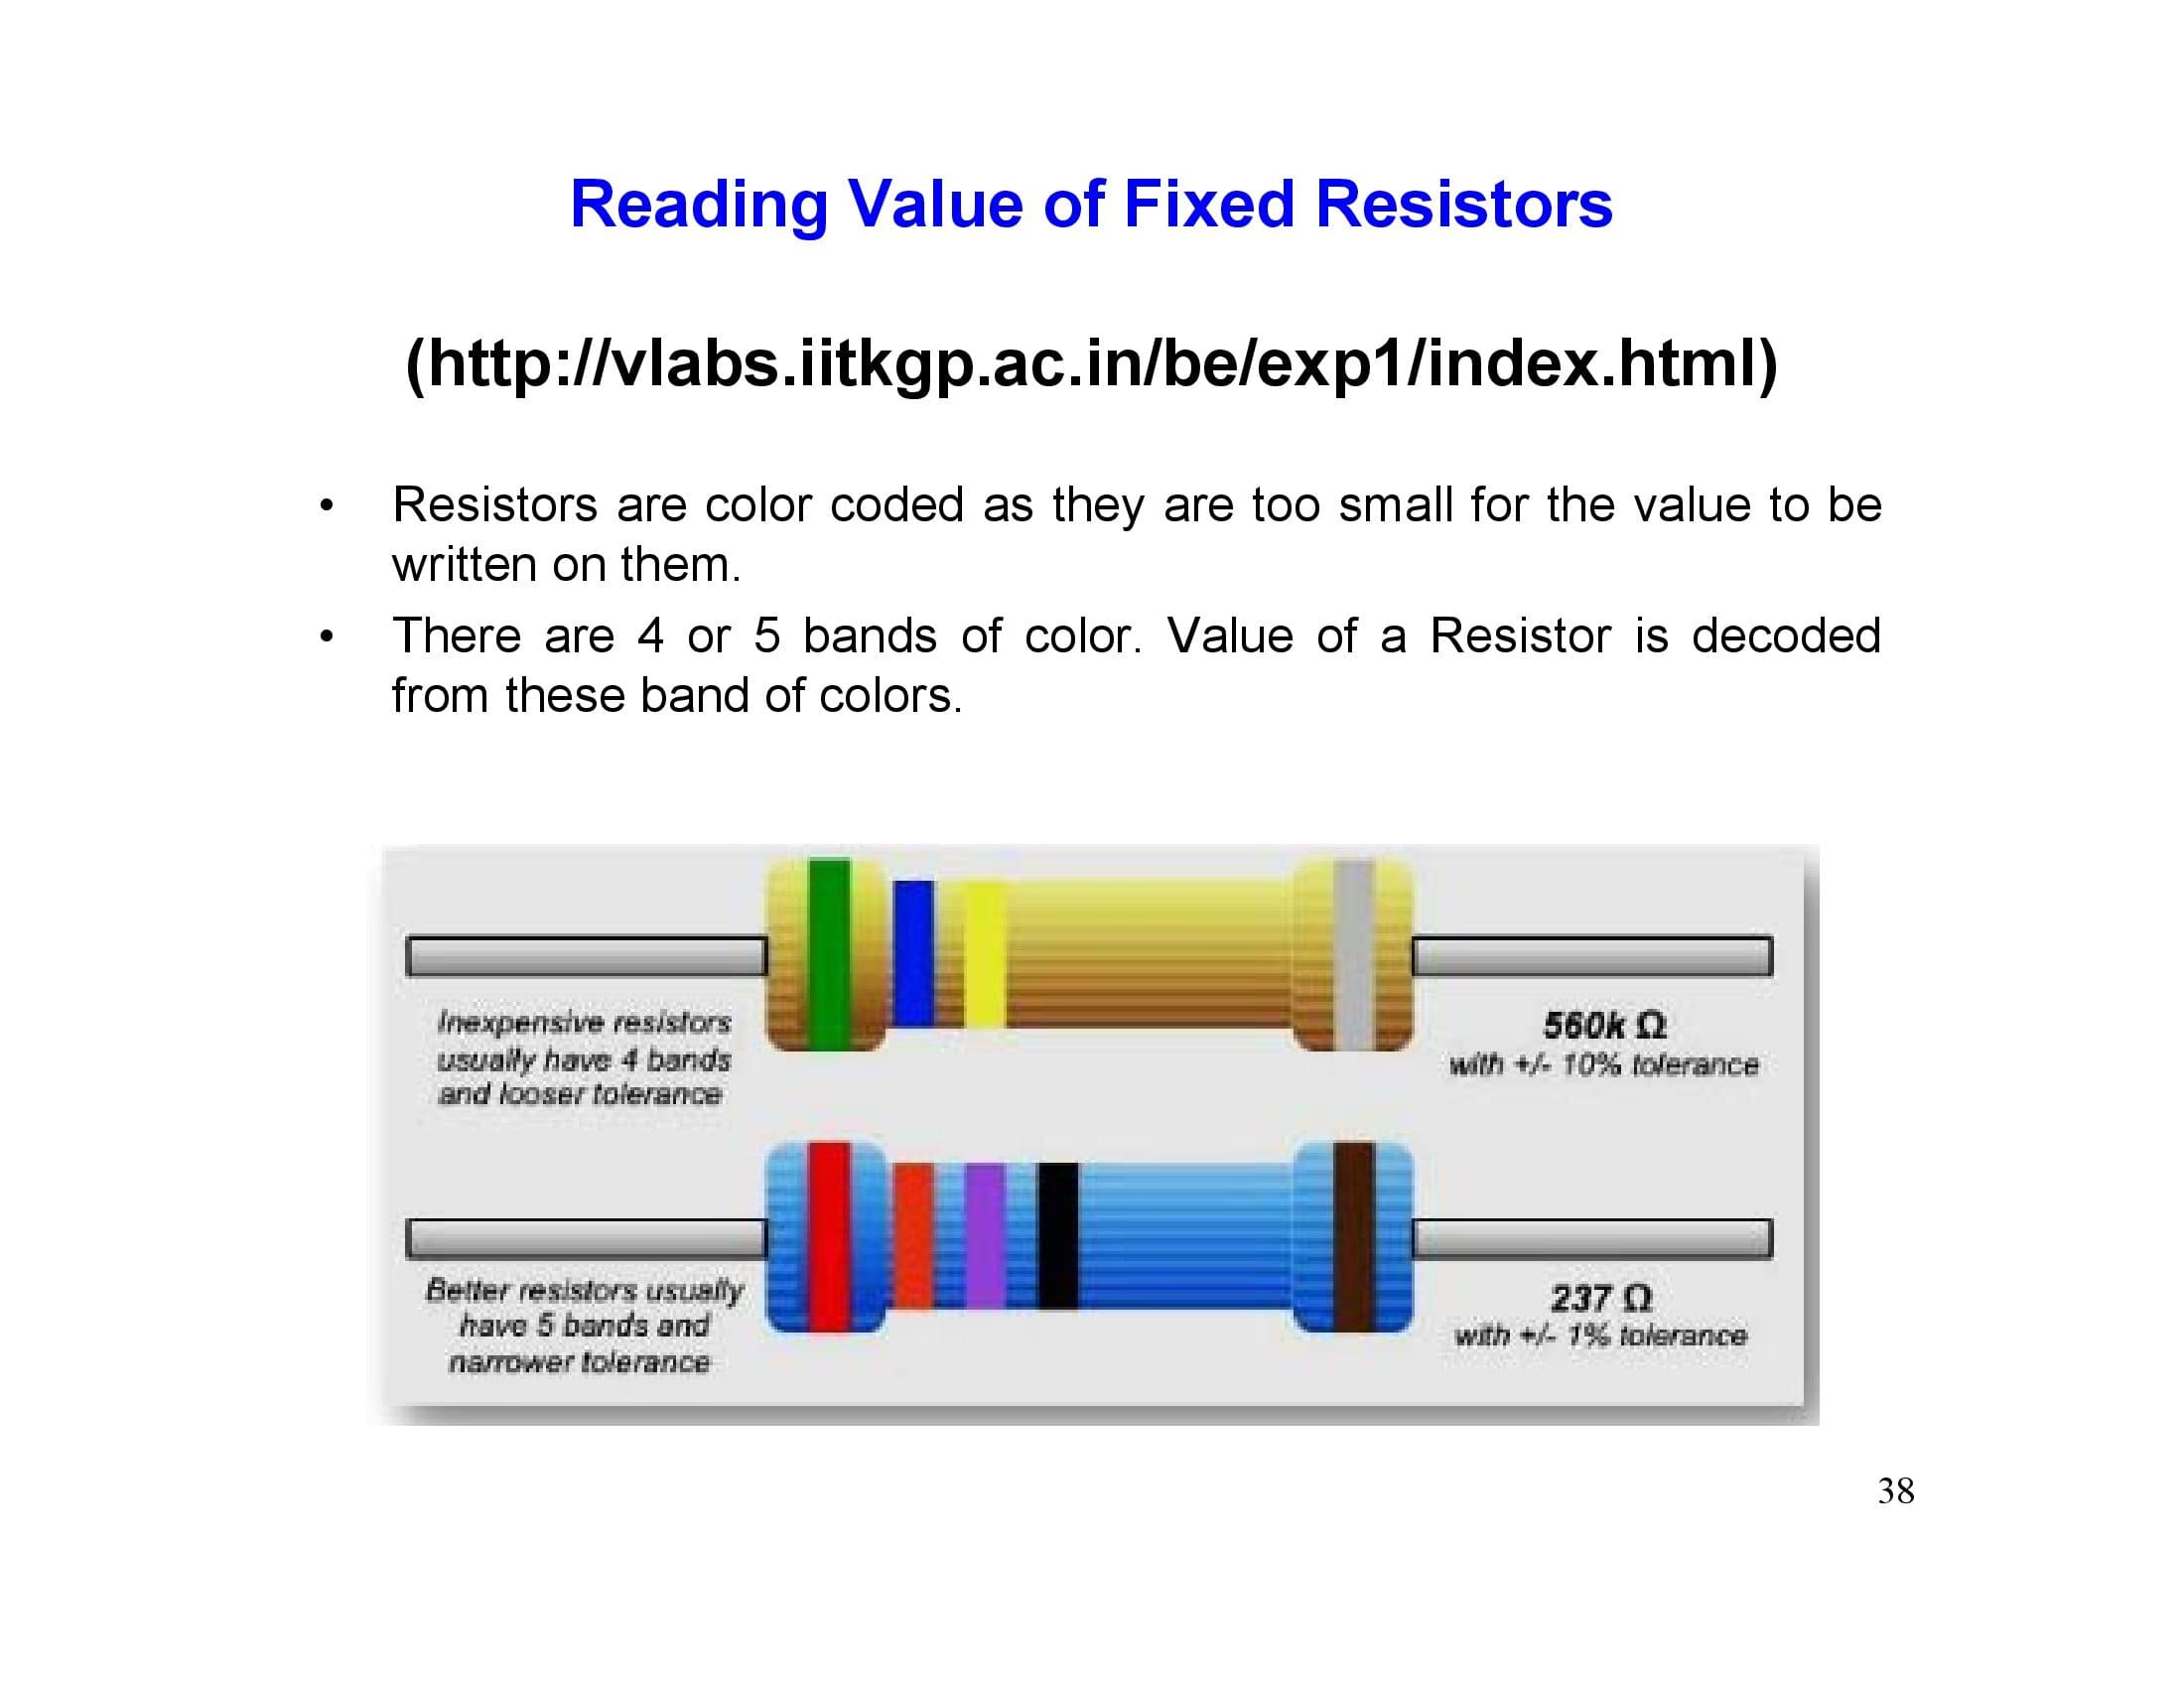 Reading Value of Fixed Resistors
(http://vlabs.iitkgp.ac.in/be/exp1/index.html)
• Resistors are color coded as they are too small for the value to be
written on them.
• There are 4 or 5 bands of color. Value of a Resistor is decoded
from these band of colors.
Inexpensive resistors
usually have 4 bands
and looser tolerance
560k Ω
with +/- 10% tolerance
Better resistors usually
have 5 bands and
narrower tolerance
237 Ω
with +/- 1% tolerance
38